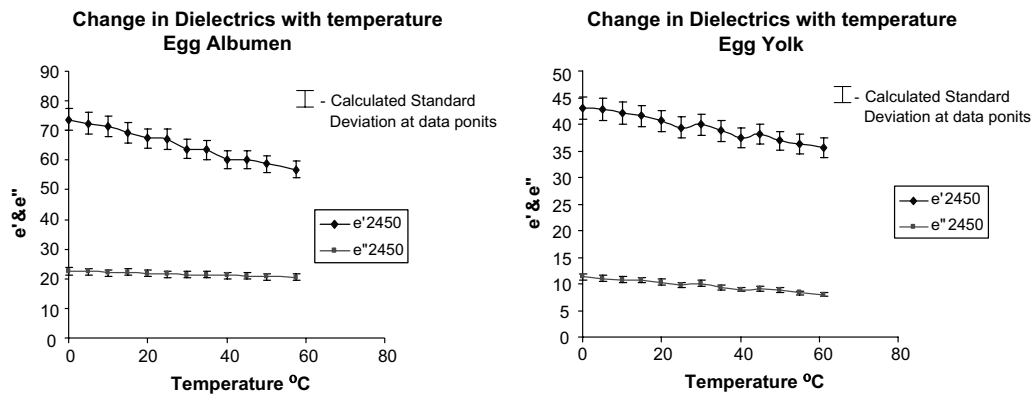 Change in Dielectrics with temperature
Egg Albumen
90
80
70
60
50
40
30
20
10
0
e'&e"
0
20
40
60
80
Temperature ⁰C
- Calculated Standard
Deviation at data ponits
e'2450
e"2450
Change in Dielectrics with temperature
Egg Yolk
50
45
40
35
30
25
20
15
10
5
0
e'&e"
0
20
40
60
80
Temperature ⁰C
- Calculated Standard
Deviation at data ponits
e'2450
e"2450